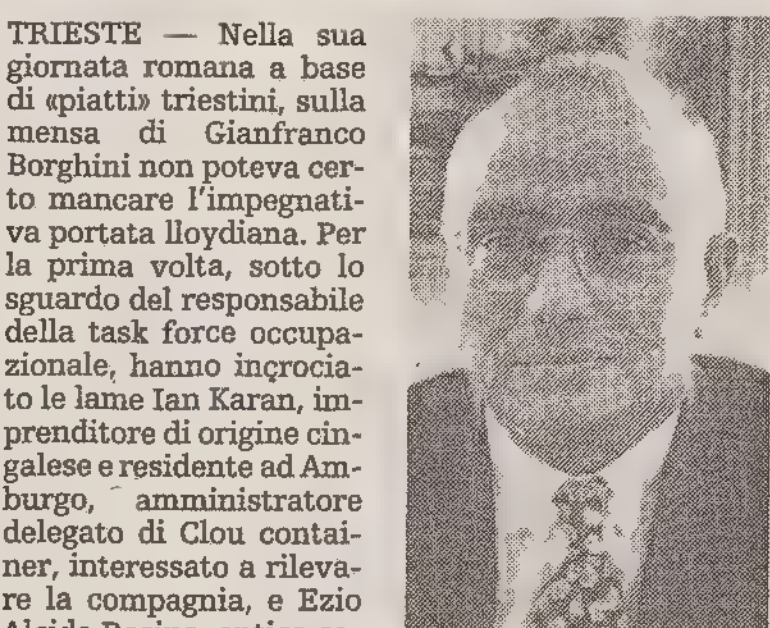 TRIESTE — Nella sua
giornata romana a base
di «piatti» triestini, sulla
mensa di Gianfranco
Borghini non poteva cer-
to mancare l'impegnati-
va portata lloydiana. Per
la prima volta, sotto lo
sguardo del responsabile
della task force occupa-
zionale, hanno incrocia-
to le lame Ian Karan, im-
prenditore di origine cin-
galese e residente ad Am-
burgo, amministratore
delegato di Clou contai-
ner, interessato a rileva-
re la compagnia, e Ezio